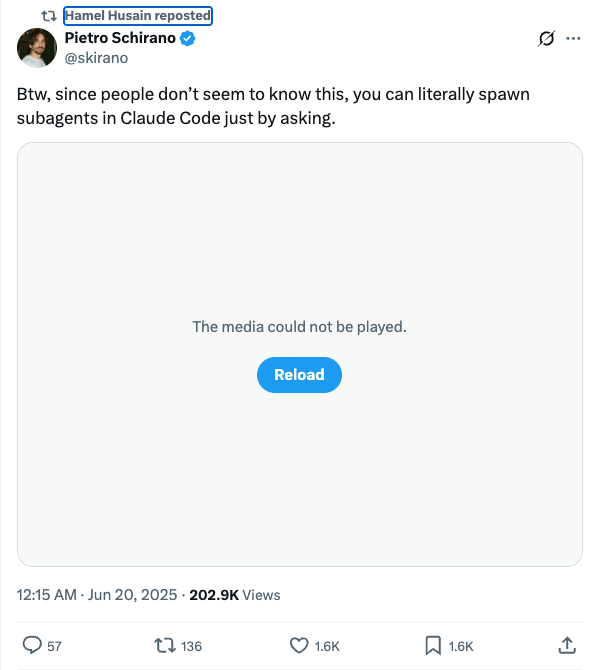 Hamel Husain reposted
Pietro Schirano
@skirano
Btw, since people don’t seem to know this, you can literally spawn
subagents in Claude Code just by asking.
The media could not be played.
Reload
12:15 AM · Jun 20, 2025 · 202.9K Views
57 136 1.6K 1.6K